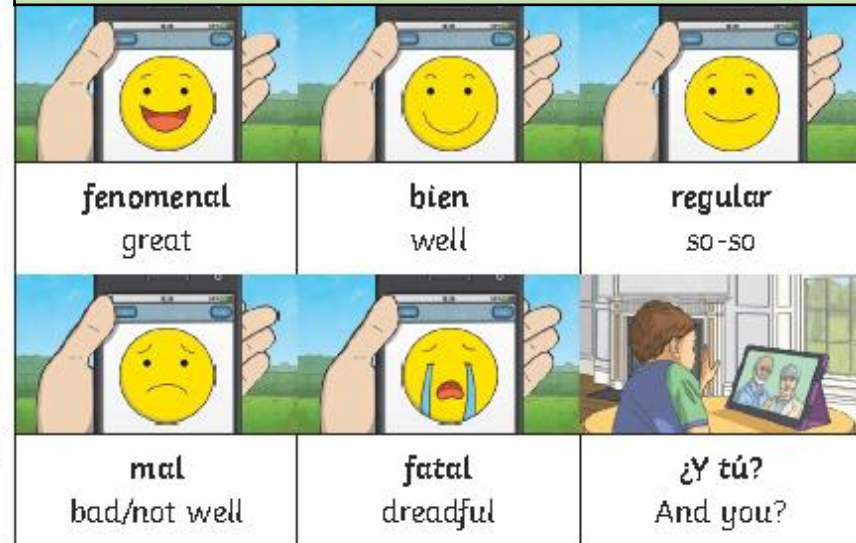 fenomenal
great
bien
well
regular
so-so
mal
bad/not well
fatal
dreadful
¿Y tú?
And you?